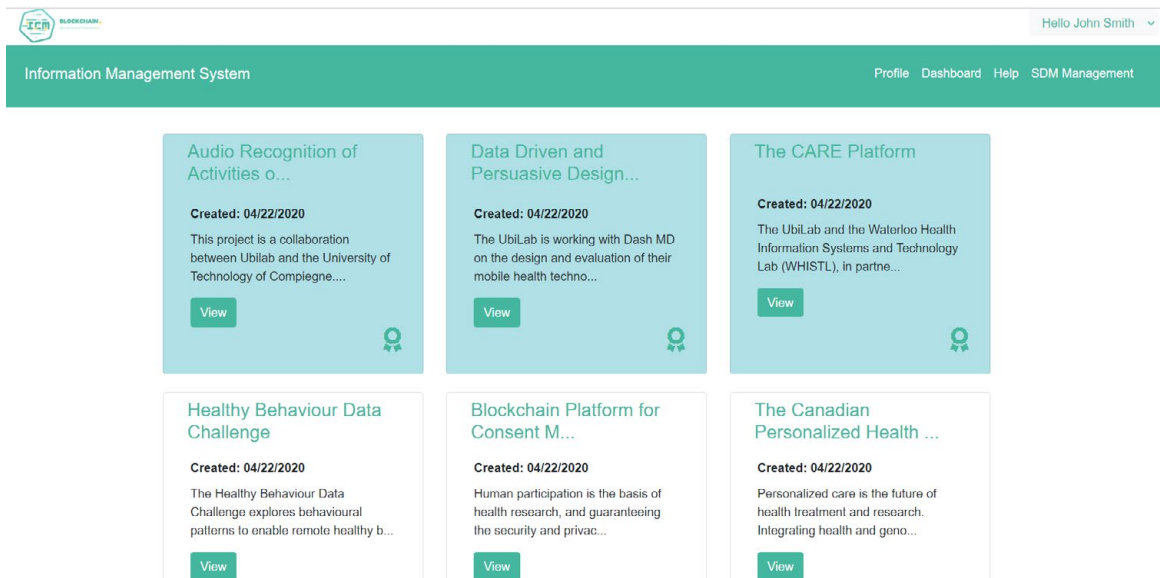 ICM BLOCKCHAIN.
Hello John Smith
Information Management System
Profile Dashboard Help SDM Management
Audio Recognition of
Activities o...
Created: 04/22/2020
This project is a collaboration
between Ubilab and the University of
Technology of Compiegne....
View
Data Driven and
Persuasive Design...
Created: 04/22/2020
The UbiLab is working with Dash MD
on the design and evaluation of their
mobile health techno...
View
The CARE Platform
Created: 04/22/2020
The UbiLab and the Waterloo Health
Information Systems and Technology
Lab (WHISTL), in partne...
View
Healthy Behaviour Data
Challenge
Created: 04/22/2020
The Healthy Behaviour Data
Challenge explores behavioural
patterns to enable remote healthy b...
View
Blockchain Platform for
Consent M...
Created: 04/22/2020
Human participation is the basis of
health research, and guaranteeing
the security and privac...
View
The Canadian
Personalized Health ...
Created: 04/22/2020
Personalized care is the future of
health treatment and research.
Integrating health and geno...
View